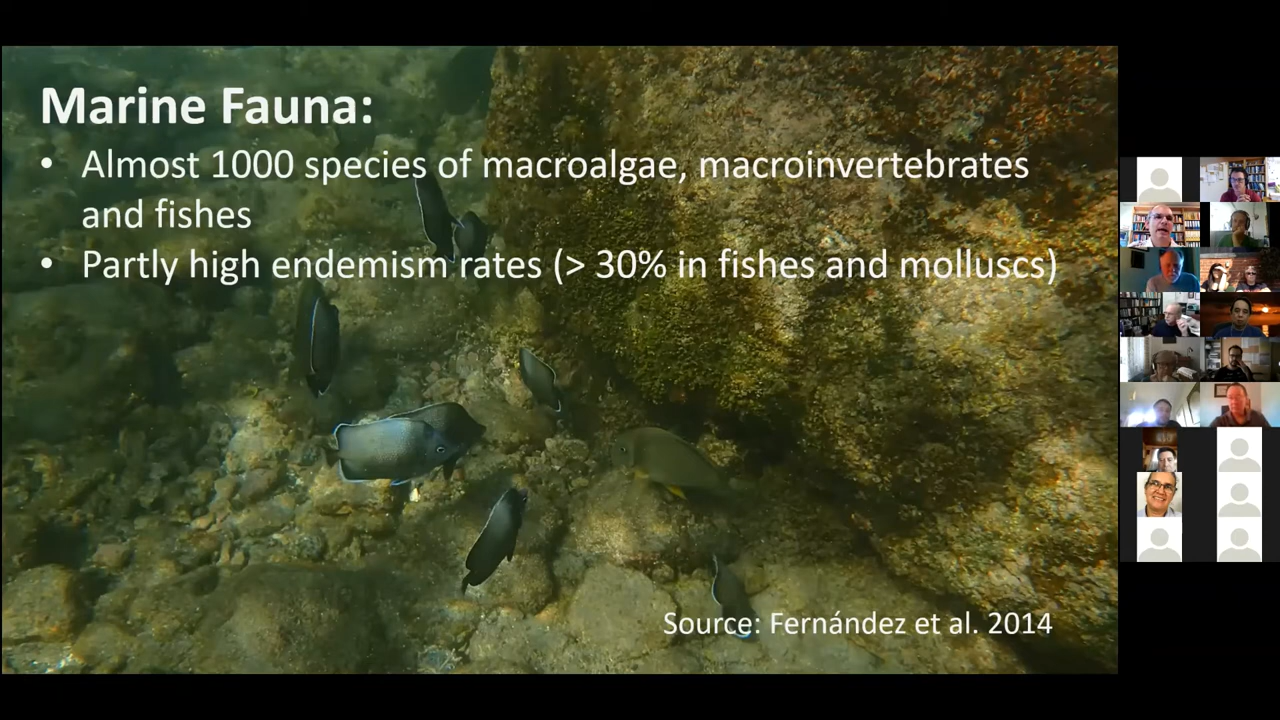 Marine Fauna:
• Almost 1000 species of macroalgae, macroinvertebrates
and fishes
• Partly high endemism rates (> 30% in fishes and molluscs)
Source: Fernández et al. 2014